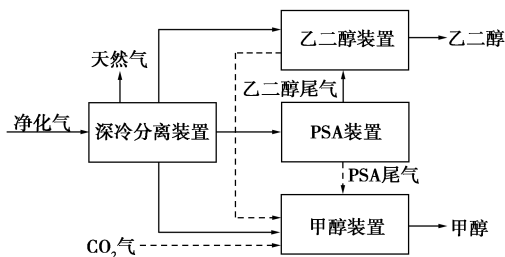 乙二醇装置
乙二醇
天然气
乙二醇尾气
净化气
深冷分离装置
PSA装置
PSA尾气
甲醇装置
甲醇
CO₂气